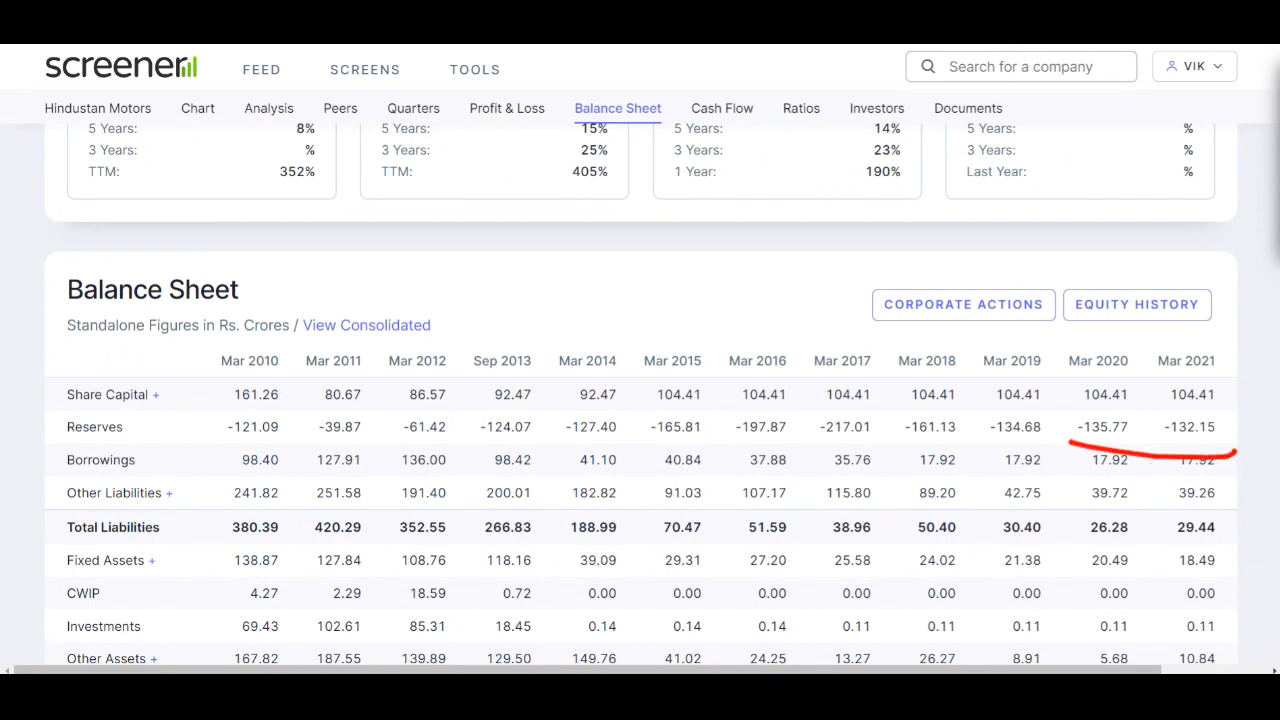 screener FEED SCREENS TOOLS Search for a company VIK
Hindustan Motors Chart Analysis Peers Quarters Profit & Loss Balance Sheet Cash Flow Ratios Investors Documents
5 Years: 8% 5 Years: 15% 5 Years: 14% 5 Years: %
3 Years: % 3 Years: 25% 3 Years: 23% 3 Years: %
TTM: 352% TTM: 405% 1 Year: 190% Last Year: %
Balance Sheet
CORPORATE ACTIONS EQUITY HISTORY
Standalone Figures in Rs. Crores / View Consolidated
Mar 2010 Mar 2011 Mar 2012 Sep 2013 Mar 2014 Mar 2015 Mar 2016 Mar 2017 Mar 2018 Mar 2019 Mar 2020 Mar 2021
Share Capital + 161.26 80.67 86.57 92.47 92.47 104.41 104.41 104.41 104.41 104.41 104.41 104.41
Reserves -121.09 -39.87 -61.42 -124.07 -127.40 -165.81 -197.87 -217.01 -161.13 -134.68 -135.77 -132.15
Borrowings 98.40 127.91 136.00 98.42 41.10 40.84 37.88 35.76 17.92 17.92 17.92 17.92
Other Liabilities + 241.82 251.58 191.40 200.01 182.82 91.03 107.17 115.80 89.20 42.75 39.72 39.26
Total Liabilities 380.39 420.29 352.55 266.83 188.99 70.47 51.59 38.96 50.40 30.40 26.28 29.44
Fixed Assets + 138.87 127.84 108.76 118.16 39.09 29.31 27.20 25.58 24.02 21.38 20.49 18.49
CWIP 4.27 2.29 18.59 0.72 0.00 0.00 0.00 0.00 0.00 0.00 0.00 0.00
Investments 69.43 102.61 85.31 18.45 0.14 0.14 0.14 0.11 0.11 0.11 0.11 0.11
Other Assets + 167.82 187.55 139.89 129.50 149.76 41.02 24.25 13.27 26.27 8.91 5.68 10.84